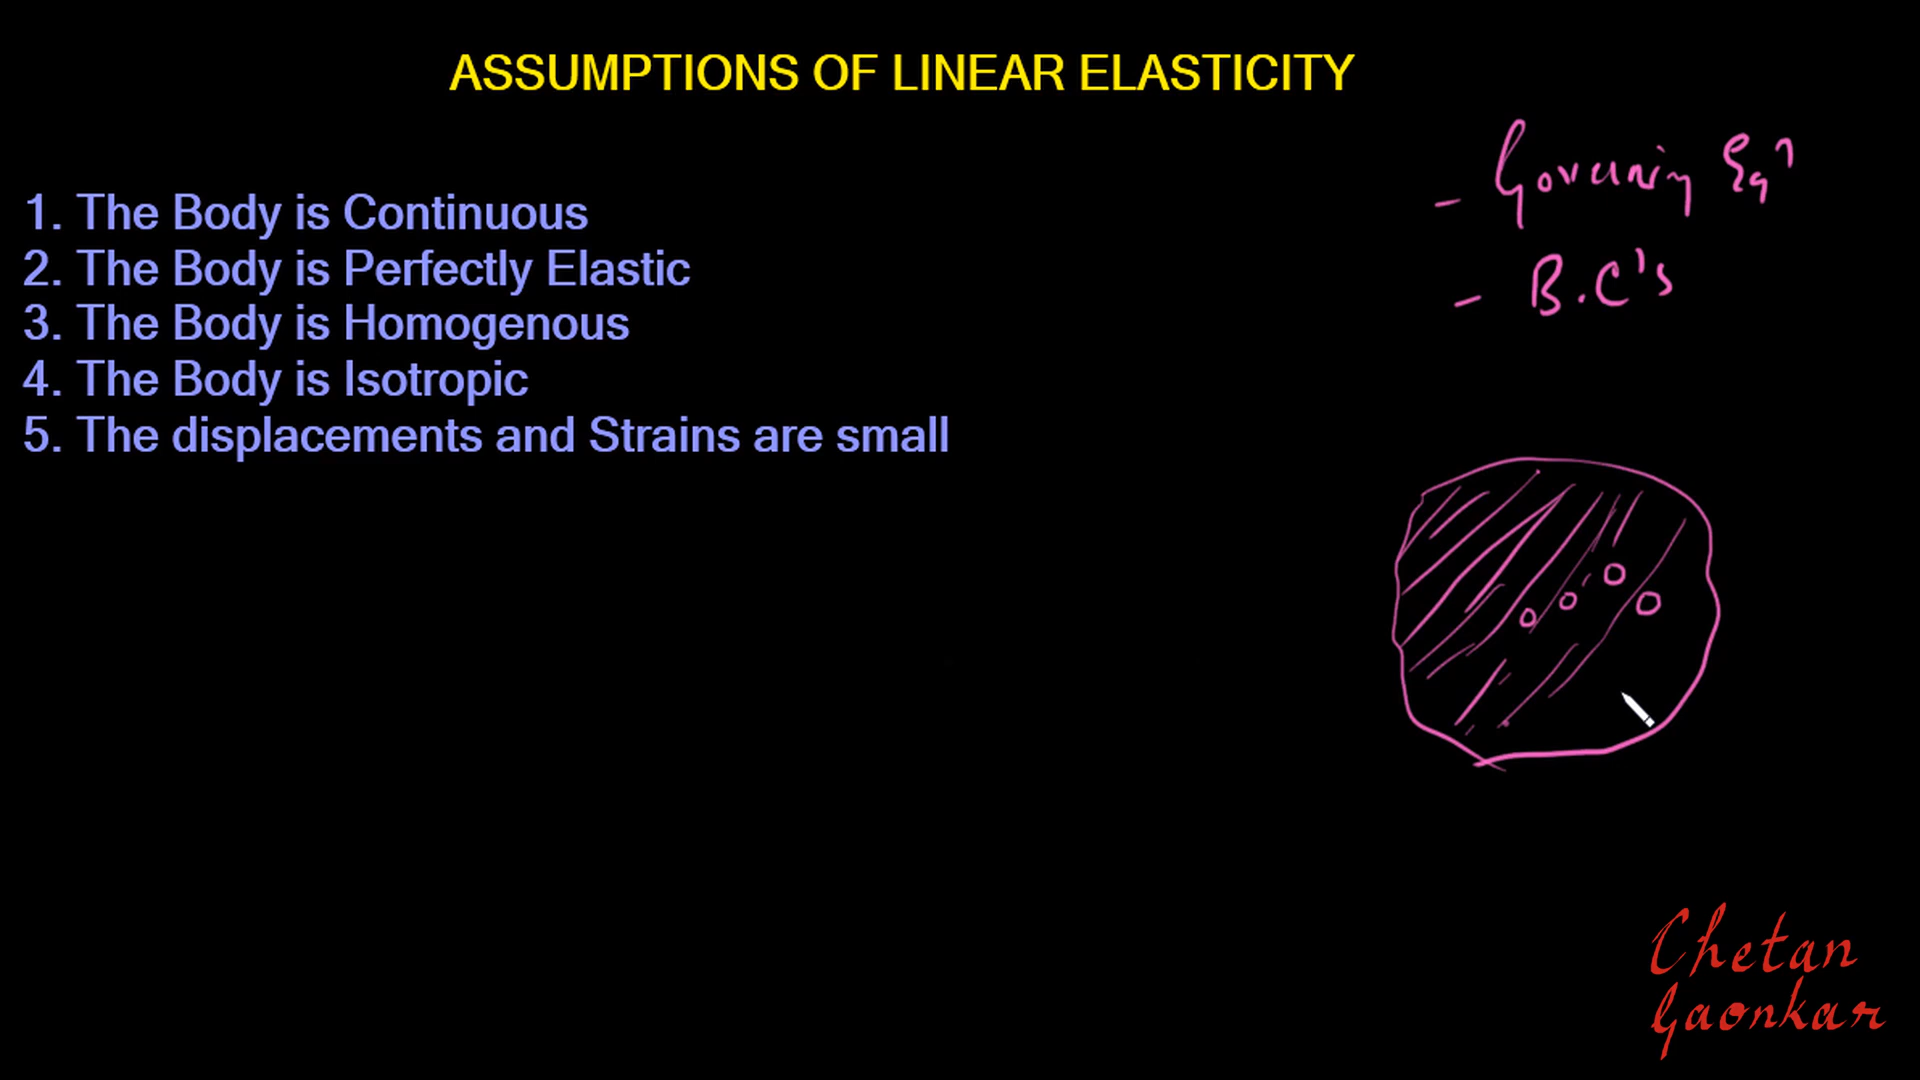 ASSUMPTIONS OF LINEAR ELASTICITY
1. The Body is Continuous
2. The Body is Perfectly Elastic
3. The Body is Homogenous
4. The Body is Isotropic
5. The displacements and Strains are small
- Governing Eqn
- B.C's
Chetan
Gaonkar